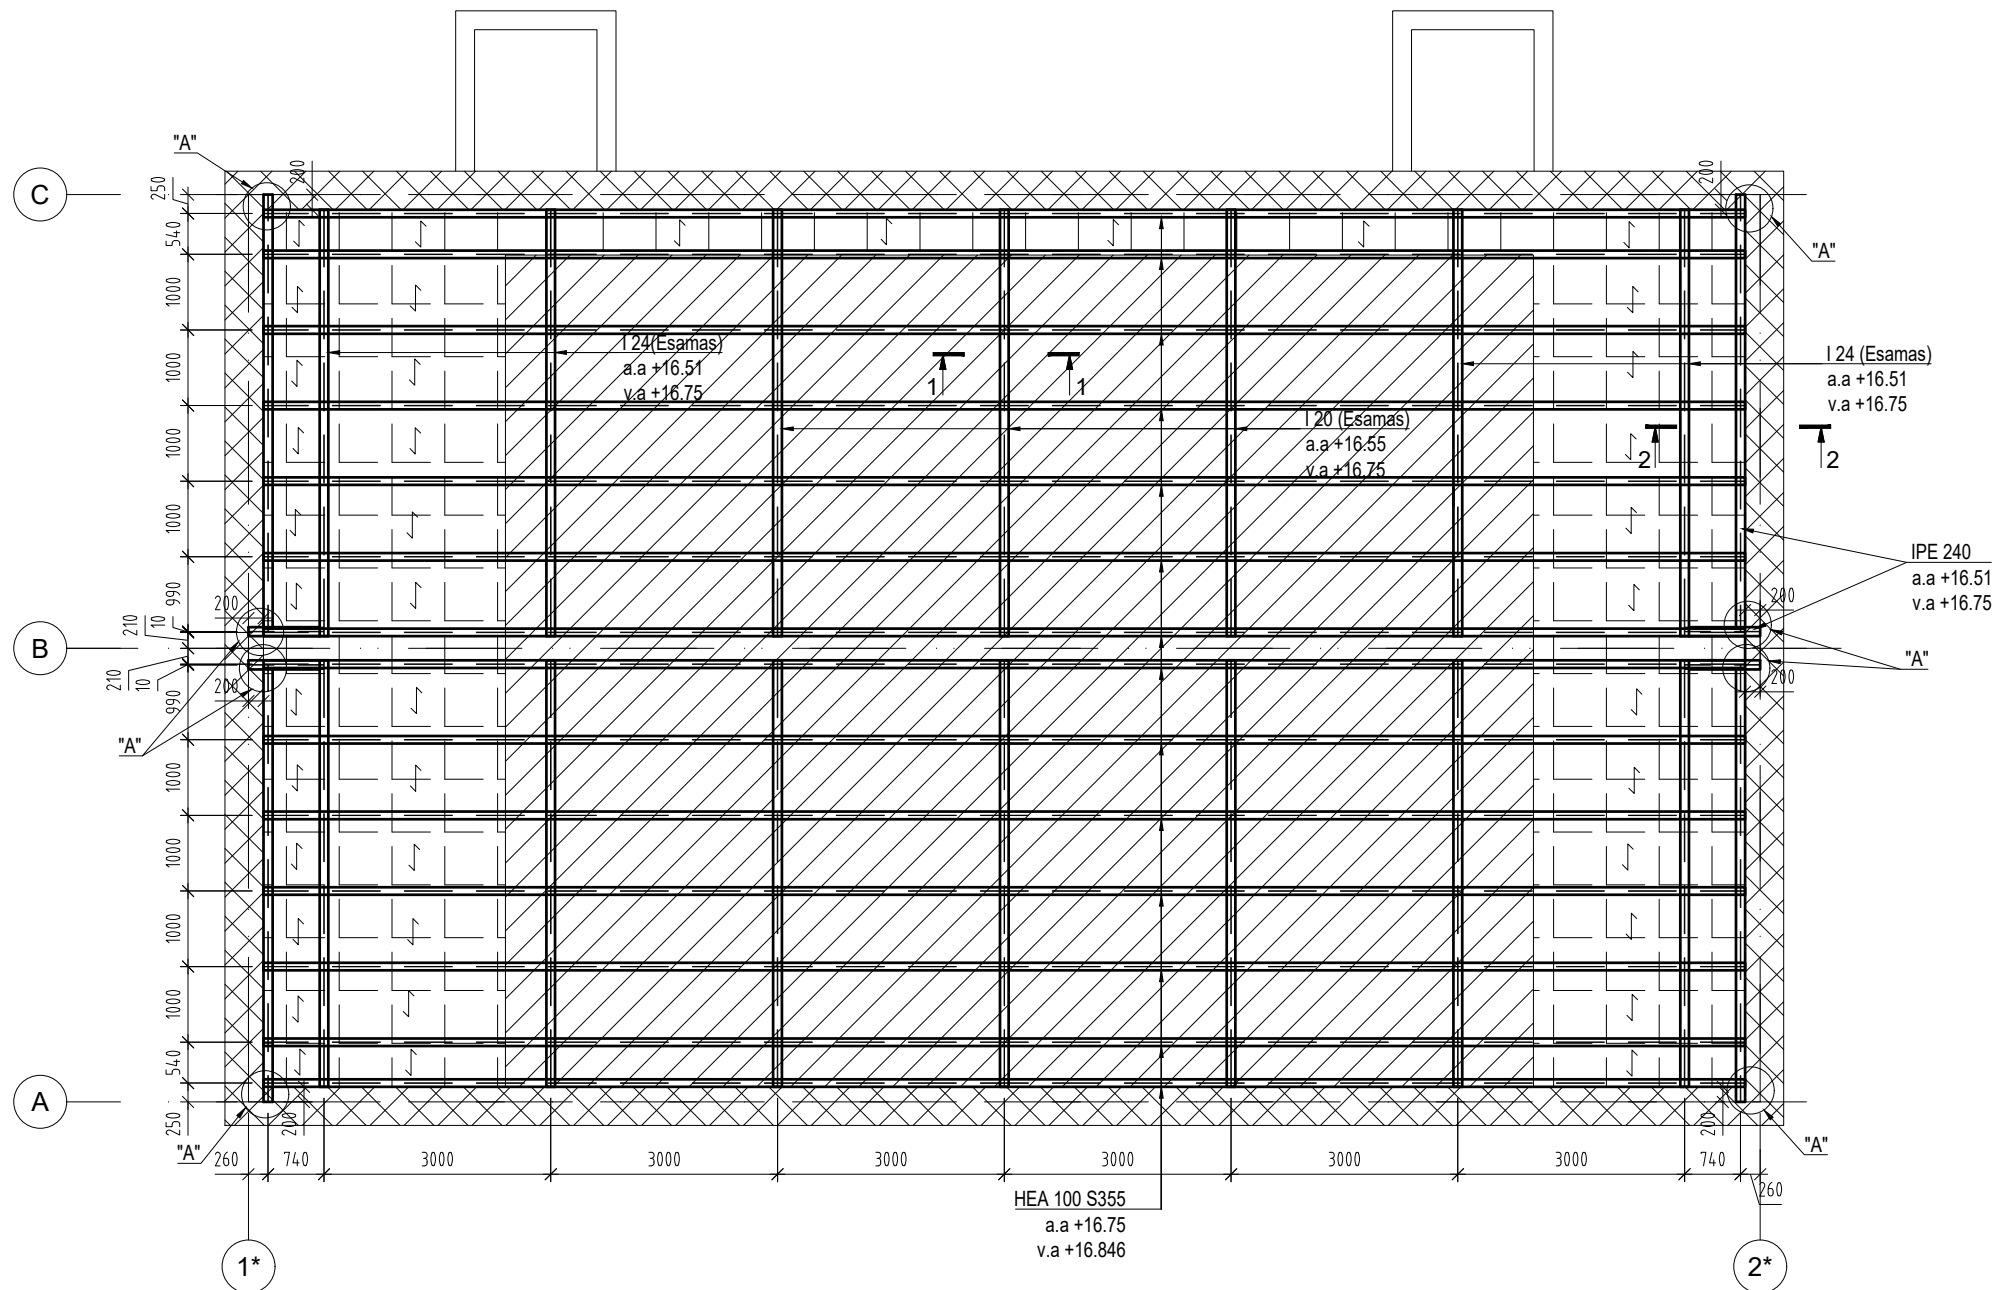 "A"
C
250
200
200
540
"A"
1000
I 24(Esamas)
a.a +16.51
v.a +16.75
1
1
I 24 (Esamas)
a.a +16.51
v.a +16.75
1000
I 20 (Esamas)
a.a +16.55
v.a +16.75
2
2
1000
1000
IPE 240
a.a +16.51
v.a +16.75
990
200
200
10
210
B
"A"
210
10
200
200
990
"A"
1000
1000
1000
1000
540
A
250
200
200
"A"
"A"
260
740
3000
3000
3000
3000
3000
3000
740
260
HEA 100 S355
a.a +16.75
v.a +16.846
1*
2*